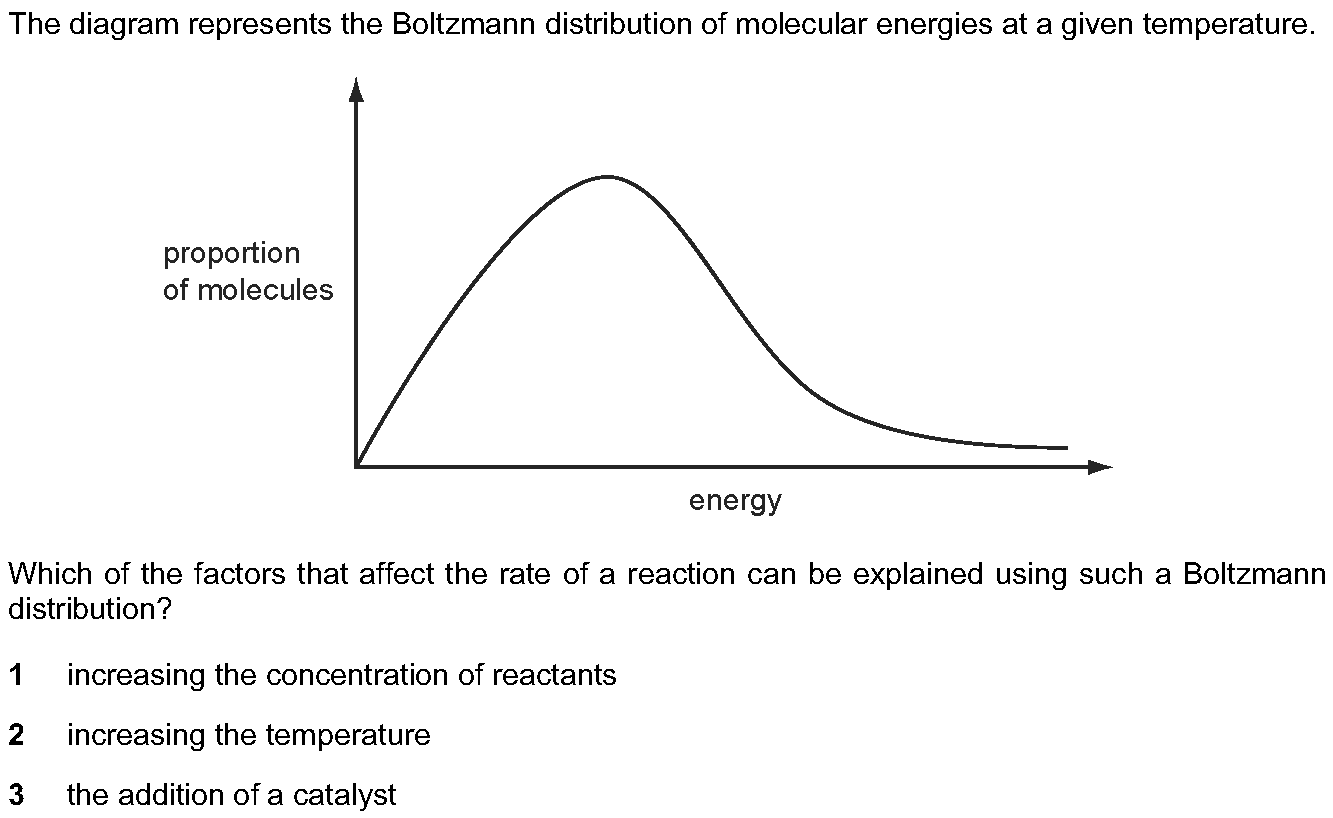 The diagram represents the Boltzmann distribution of molecular energies at a given temperature.
proportion
of molecules
energy
Which of the factors that affect the rate of a reaction can be explained using such a Boltzmann
distribution?
1 increasing the concentration of reactants
2 increasing the temperature
3 the addition of a catalyst